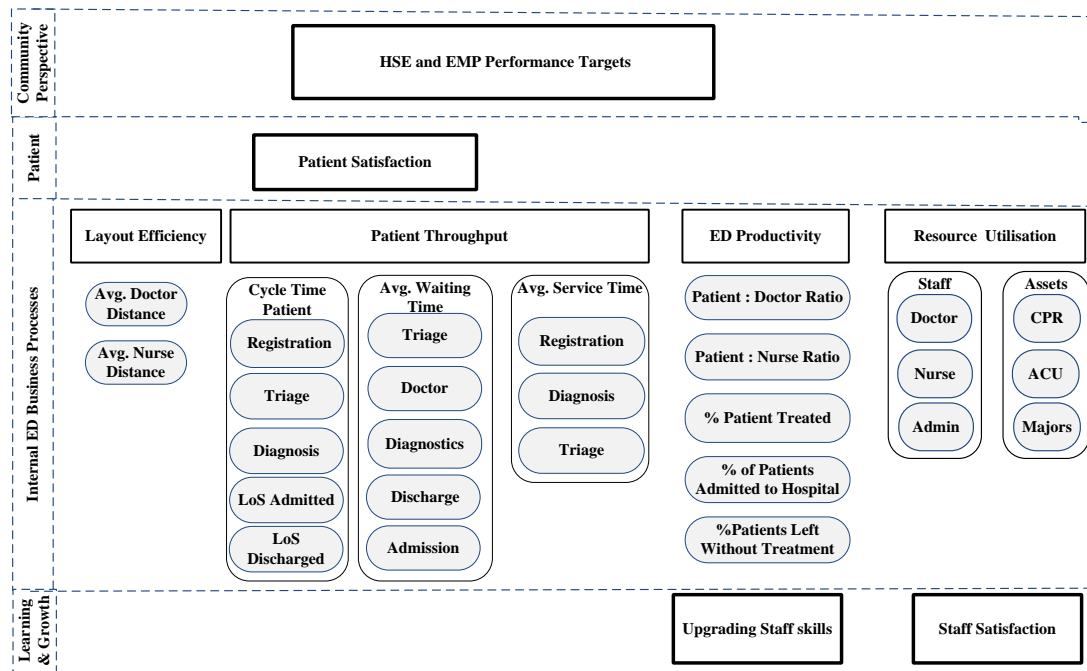 Community
Perspective
HSE and EMP Performance Targets
Patient
Patient Satisfaction
Internal ED Business Processes
Layout Efficiency
Avg. Doctor
Distance
Avg. Nurse
Distance
Patient Throughput
Cycle Time
Patient
Registration
Triage
Diagnosis
LoS Admitted
LoS
Discharged
Avg. Waiting
Time
Triage
Doctor
Diagnostics
Discharge
Admission
Avg. Service Time
Registration
Diagnosis
Triage
ED Productivity
Patient : Doctor Ratio
Patient : Nurse Ratio
% Patient Treated
% of Patients
Admitted to Hospital
%Patients Left
Without Treatment
Resource Utilisation
Staff
Doctor
Nurse
Admin
Assets
CPR
ACU
Majors
Learning
& Growth
Upgrading Staff skills
Staff Satisfaction